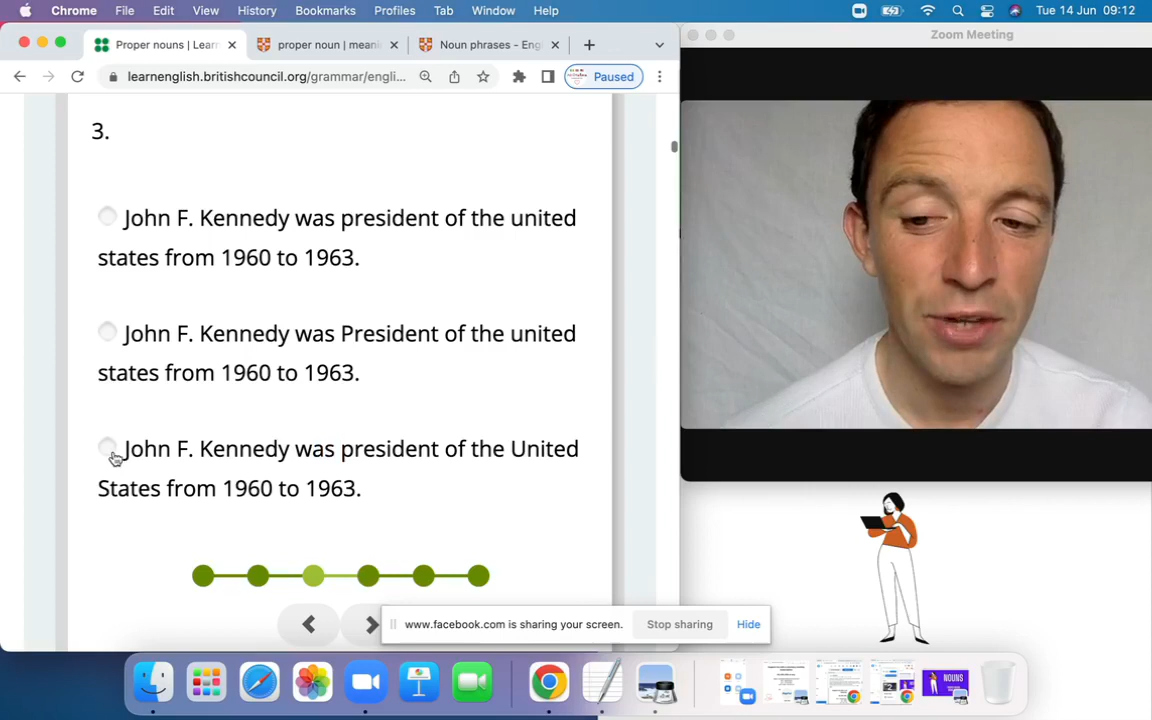 Chrome File Edit View History Bookmarks Profiles Tab Window Help Tue 14 Jun 09:12
Proper nouns | Learn
proper noun | meani
Noun phrases - Engl
Zoom Meeting
learnenglish.britishcouncil.org/grammar/engli...
Paused
3.
John F. Kennedy was president of the united
states from 1960 to 1963.
John F. Kennedy was President of the united
states from 1960 to 1963.
John F. Kennedy was president of the United
States from 1960 to 1963.
www.facebook.com is sharing your screen. Stop sharing Hide
NOUNS